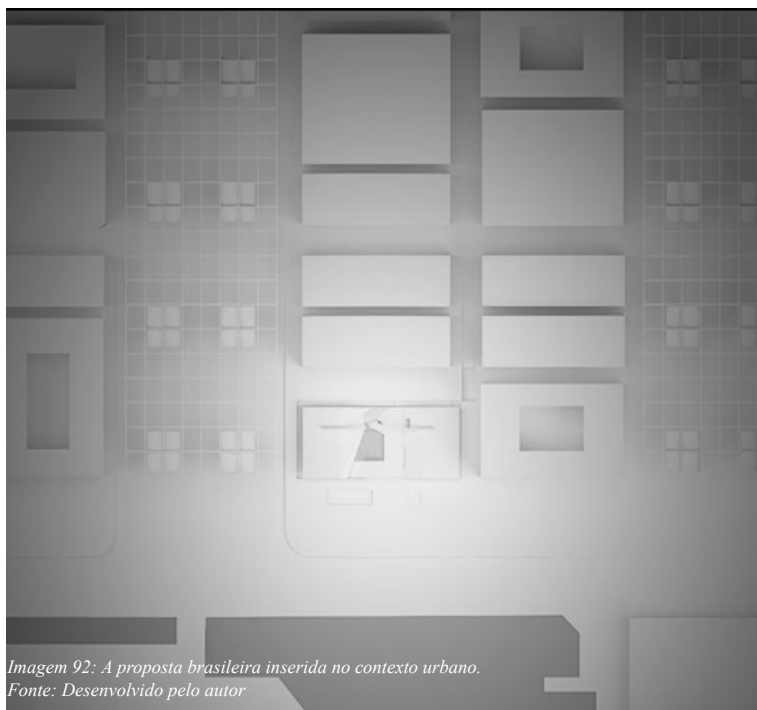 Imagem 92: A proposta brasileira inserida no contexto urbano.
Fonte: Desenvolvido pelo autor